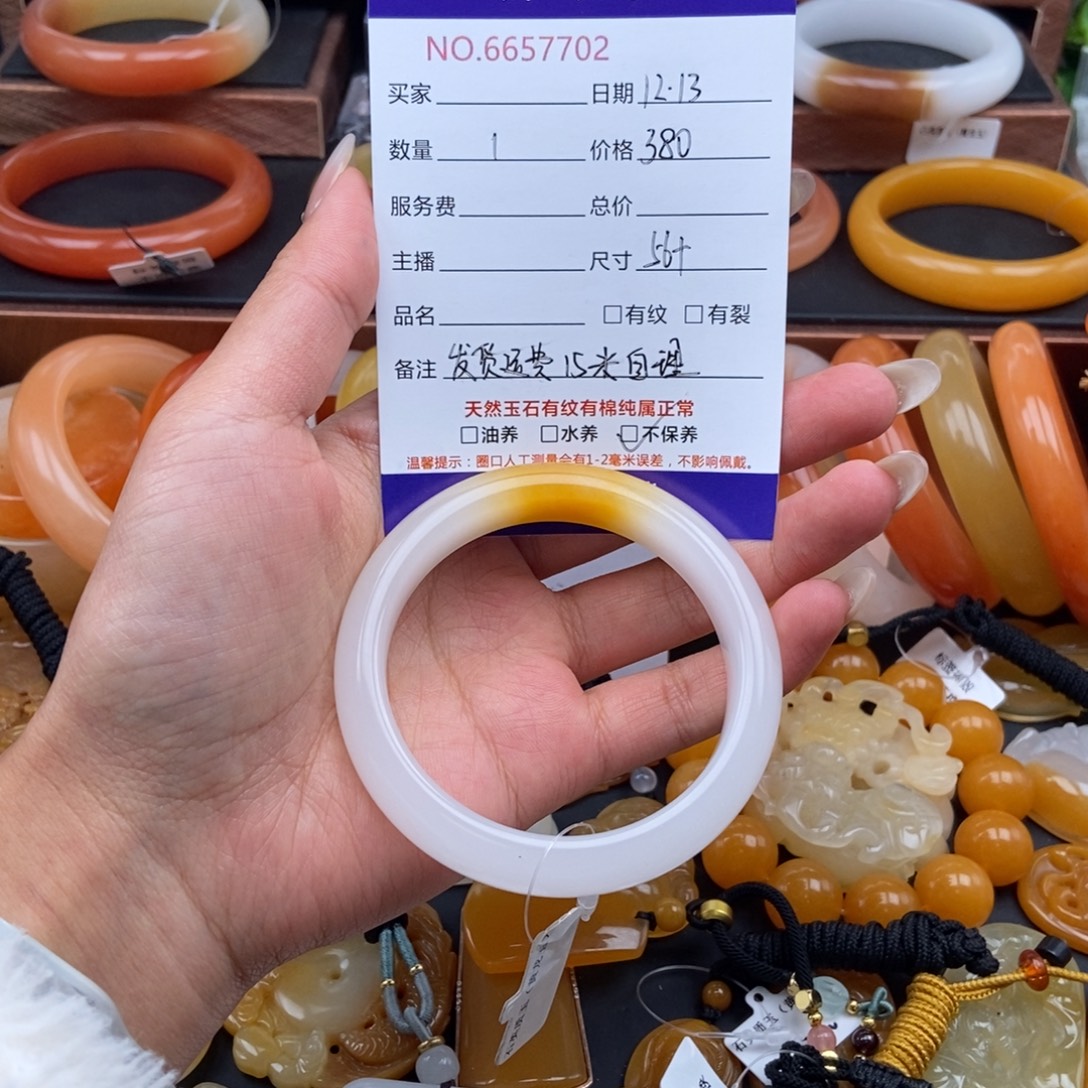 NO.6657702
买家 日期 12.13
数量 1 价格 380
服务费 总价
主播 尺寸 56+
品名 □有纹 □有裂
备注 发货运费15米自理
天然玉石有纹有棉纯属正常
□油养 □水养 ☑不保养
温馨提示：圈口人工测量会有1-2毫米误差，不影响佩戴。